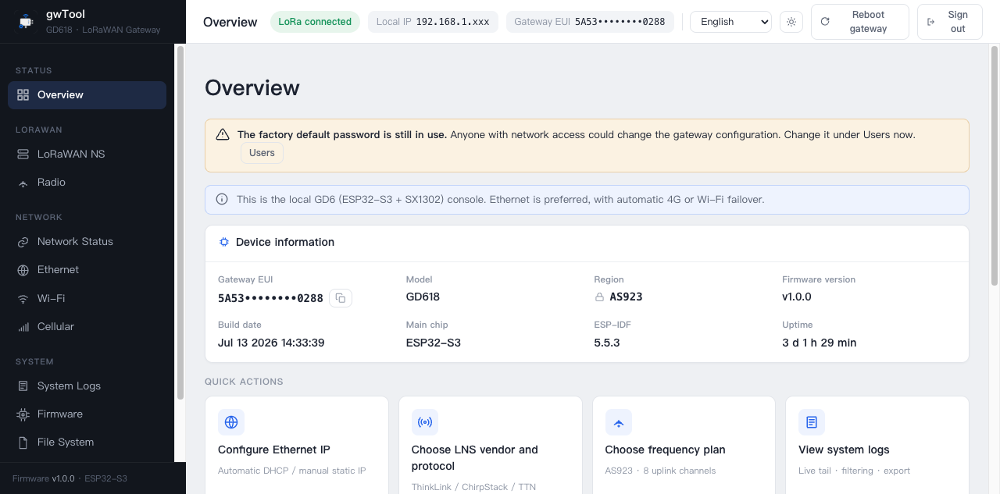 gwTool
GD618 · LoRaWAN Gateway
Overview
LoRa connected
Local IP 192.168.1.xxx
Gateway EUI 5A53••••••••0288
English
Reboot gateway
Sign out
STATUS
Overview
LORAWAN
LoRaWAN NS
Radio
NETWORK
Network Status
Ethernet
Wi-Fi
Cellular
SYSTEM
System Logs
Firmware
File System
Firmware v1.0.0 · ESP32-S3
Overview
The factory default password is still in use. Anyone with network access could change the gateway configuration. Change it under Users now.
Users
This is the local GD6 (ESP32-S3 + SX1302) console. Ethernet is preferred, with automatic 4G or Wi-Fi failover.
Device information
Gateway EUI
5A53••••••••0288
Model
GD618
Region
AS923
Firmware version
v1.0.0
Build date
Jul 13 2026 14:33:39
Main chip
ESP32-S3
ESP-IDF
5.5.3
Uptime
3 d 1 h 29 min
QUICK ACTIONS
Configure Ethernet IP
Automatic DHCP / manual static IP
Choose LNS vendor and
protocol
ThinkLink / ChirpStack / TTN
Choose frequency plan
AS923 · 8 uplink channels
View system logs
Live tail · filtering · export